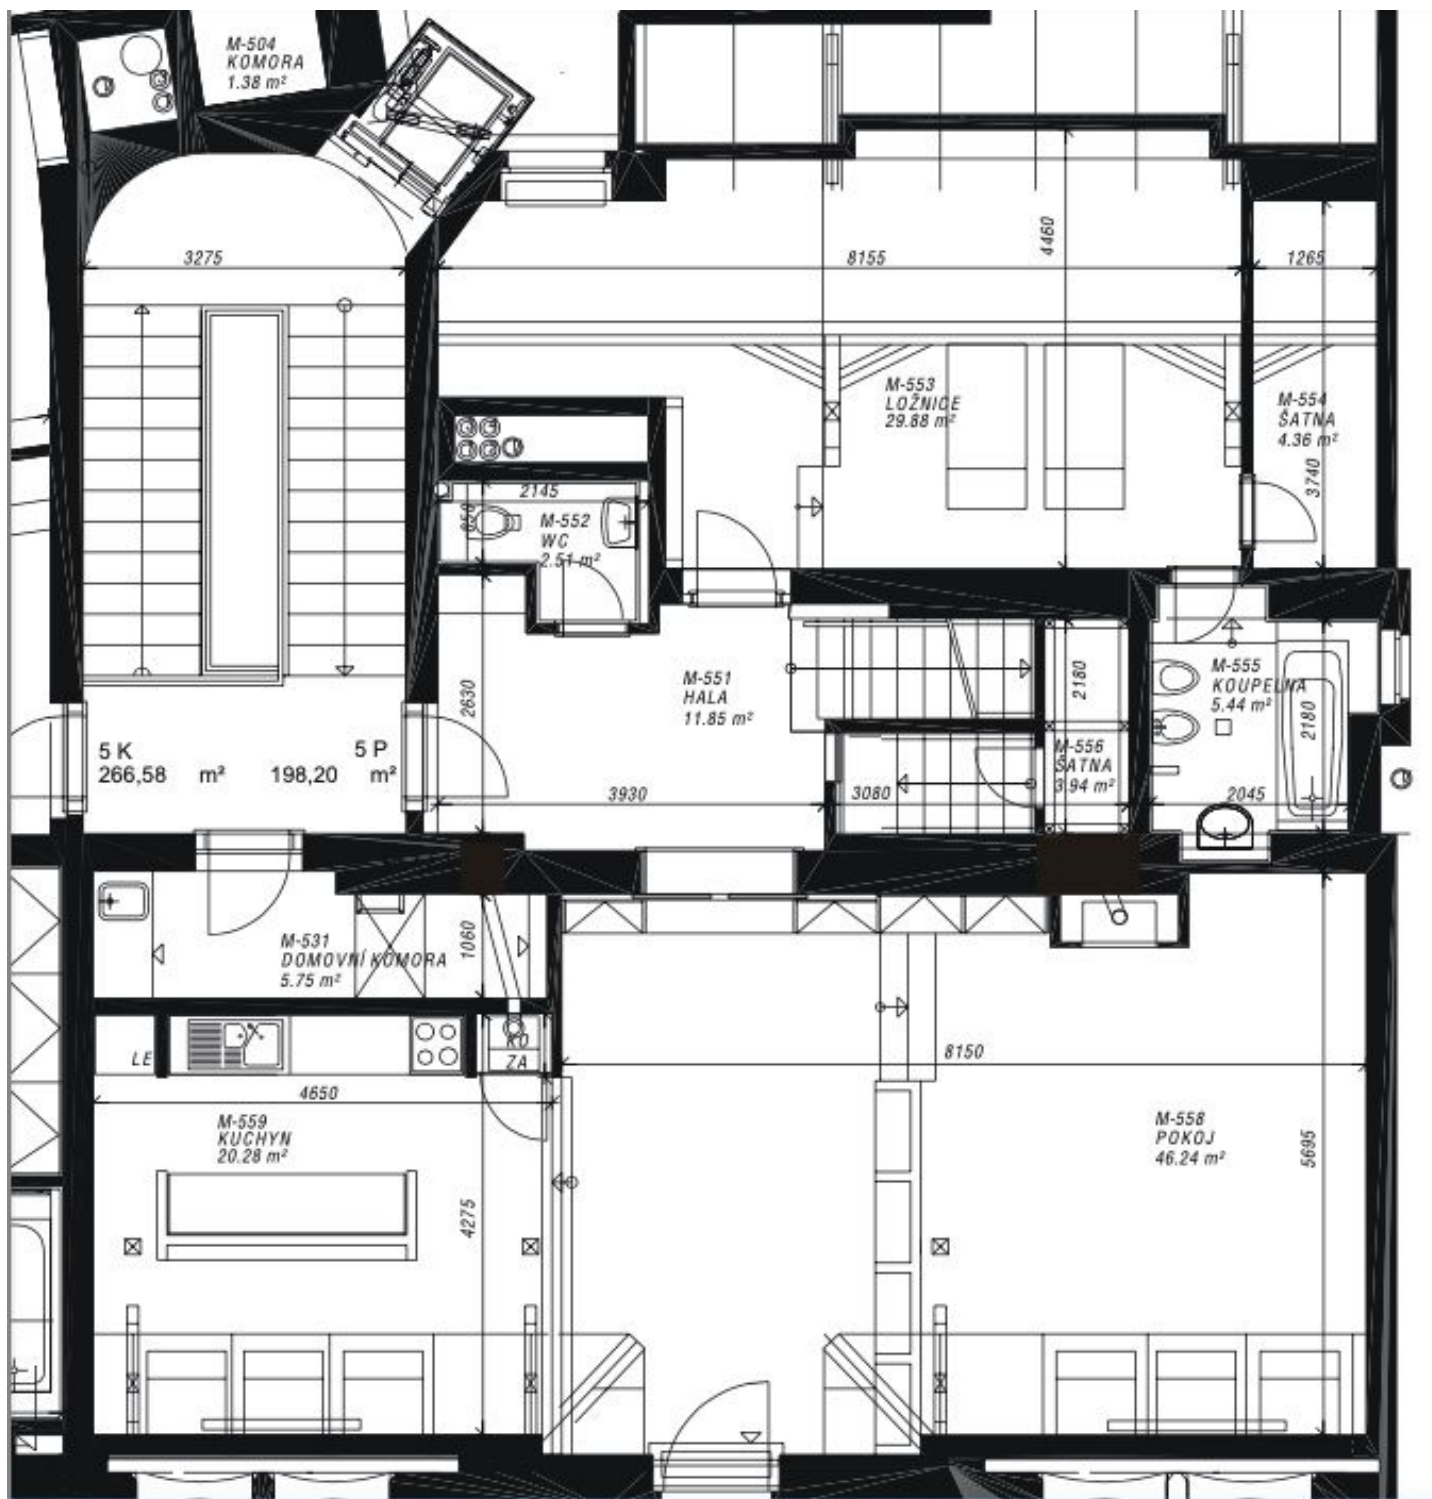 M-504
KOMORA
1.38 m²
3275
8155
4460
1265
M-553
LOŽNICE
29.88 m²
M-554
ŠATNA
4.36 m²
3740
2145
950
M-552
WC
2.51 m²
M-551
HALA
11.85 m²
2630
2180
M-555
KOUPELNA
5.44 m²
2180
M-556
ŠATNA
3.94 m²
5 K
266,58 m²
5 P
198,20 m²
3930
3080
2045
M-531
DOMOVNÍ KOMORA
5.75 m²
1060
LE
KO
ZA
8150
4650
M-559
KUCHYN
20.28 m²
4275
M-558
POKOJ
46.24 m²
5695